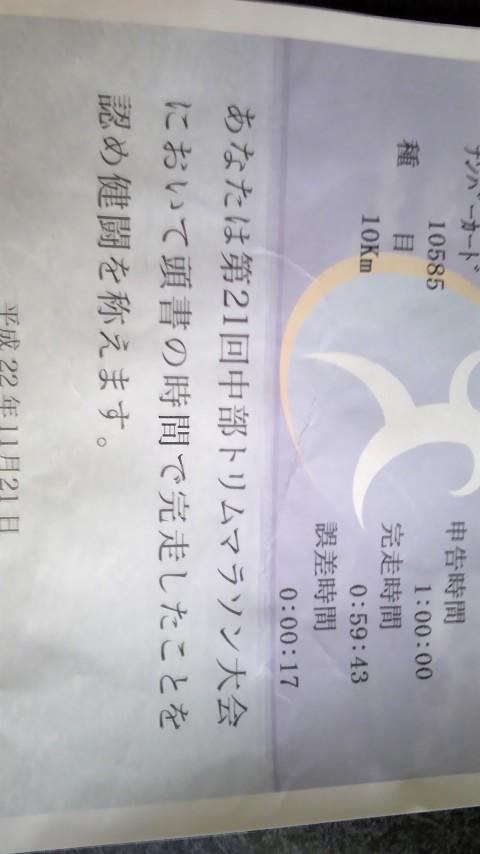 ナンバーカード
10585
種　目
10Km
申告時間
1:00:00
完走時間
0:59:43
誤差時間
0:00:17
あなたは第21回中部トリムマラソン大会
において頭書の時間で完走したことを
認め健闘を称えます。
平成22年11月21日